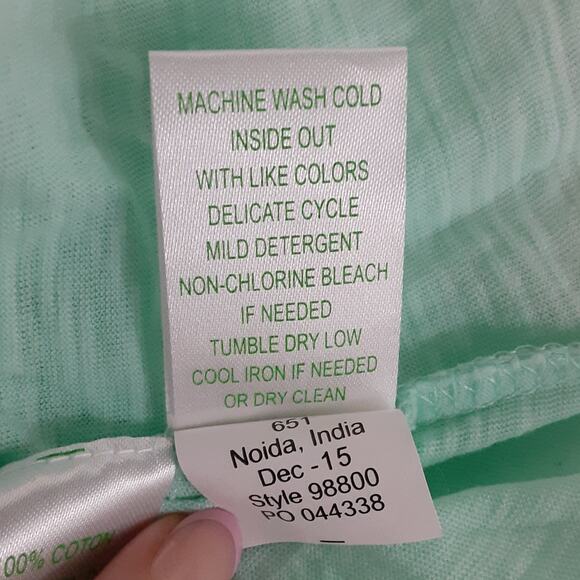 MACHINE WASH COLD
INSIDE OUT
WITH LIKE COLORS
DELICATE CYCLE
MILD DETERGENT
NON-CHLORINE BLEACH
IF NEEDED
TUMBLE DRY LOW
COOL IRON IF NEEDED
OR DRY CLEAN
651
Noida, India
Dec -15
Style 98800
PO 044338
00% COTON